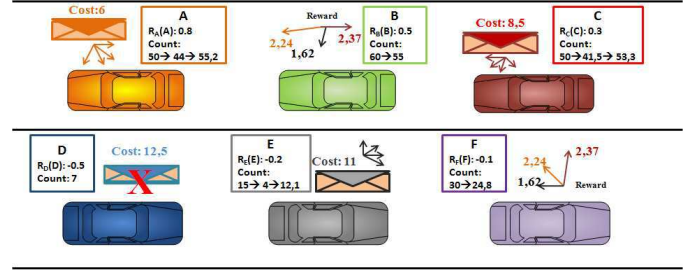 Cost:6
A
R_A(A): 0.8
Count:
50→ 44→ 55,2
Reward
2,24
1,62
2,37
B
R_B(B): 0.5
Count:
60→55
Cost: 8,5
C
R_C(C): 0.3
Count:
50→41,5→ 53,3
D
R_D(D): -0.5
Count: 7
Cost: 12,5
X
E
R_E(E): -0.2
Count:
15→ 4→12,1
Cost: 11
F
R_F(F): -0.1
Count:
30→24,8
2,24
2,37
1,62
Reward